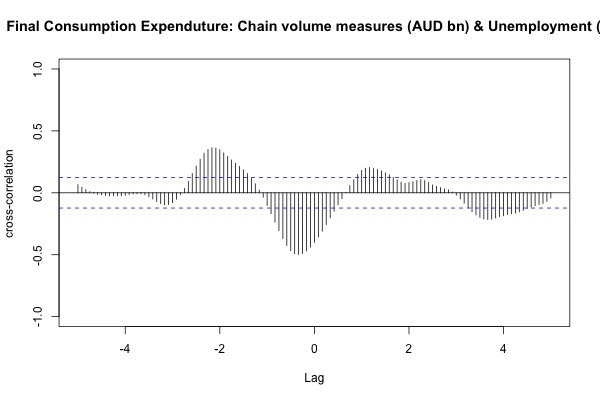 Final Consumption Expenduture: Chain volume measures (AUD bn) & Unemployment (
1.0
0.5
0.0
-0.5
-1.0
cross-correlation
-4 -2 0 2 4
Lag